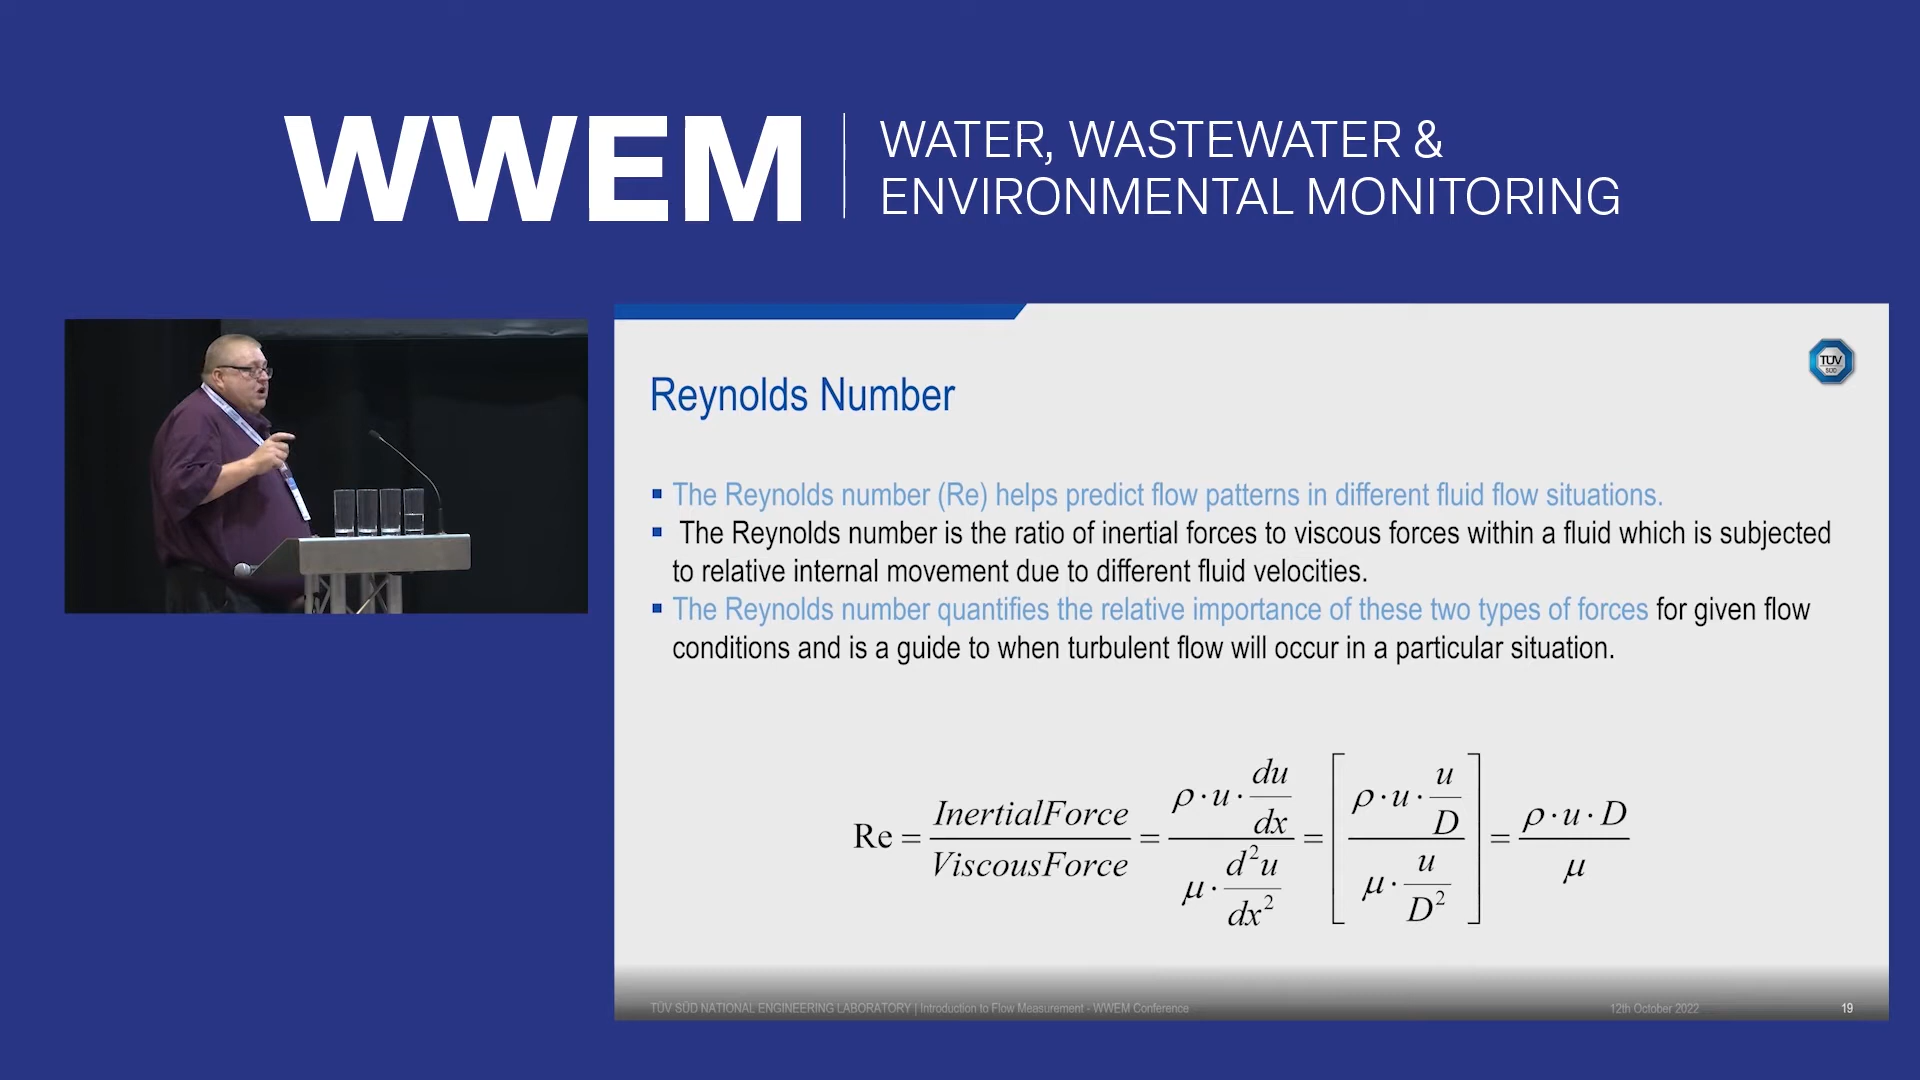 WWEM
WATER, WASTEWATER &
ENVIRONMENTAL MONITORING
TÜV
SÜD
Reynolds Number
▪ The Reynolds number (Re) helps predict flow patterns in different fluid flow situations.
▪ The Reynolds number is the ratio of inertial forces to viscous forces within a fluid which is subjected
to relative internal movement due to different fluid velocities.
▪ The Reynolds number quantifies the relative importance of these two types of forces for given flow
conditions and is a guide to when turbulent flow will occur in a particular situation.
Re = InertialForce / ViscousForce = (ρ · u · du/dx) / (μ · d²u/dx²) = [(ρ · u · u/D) / (μ · u/D²)] = (ρ · u · D) / μ
TÜV SÜD NATIONAL ENGINEERING LABORATORY | Introduction to Flow Measurement - WWEM Conference 12th October 2022 19